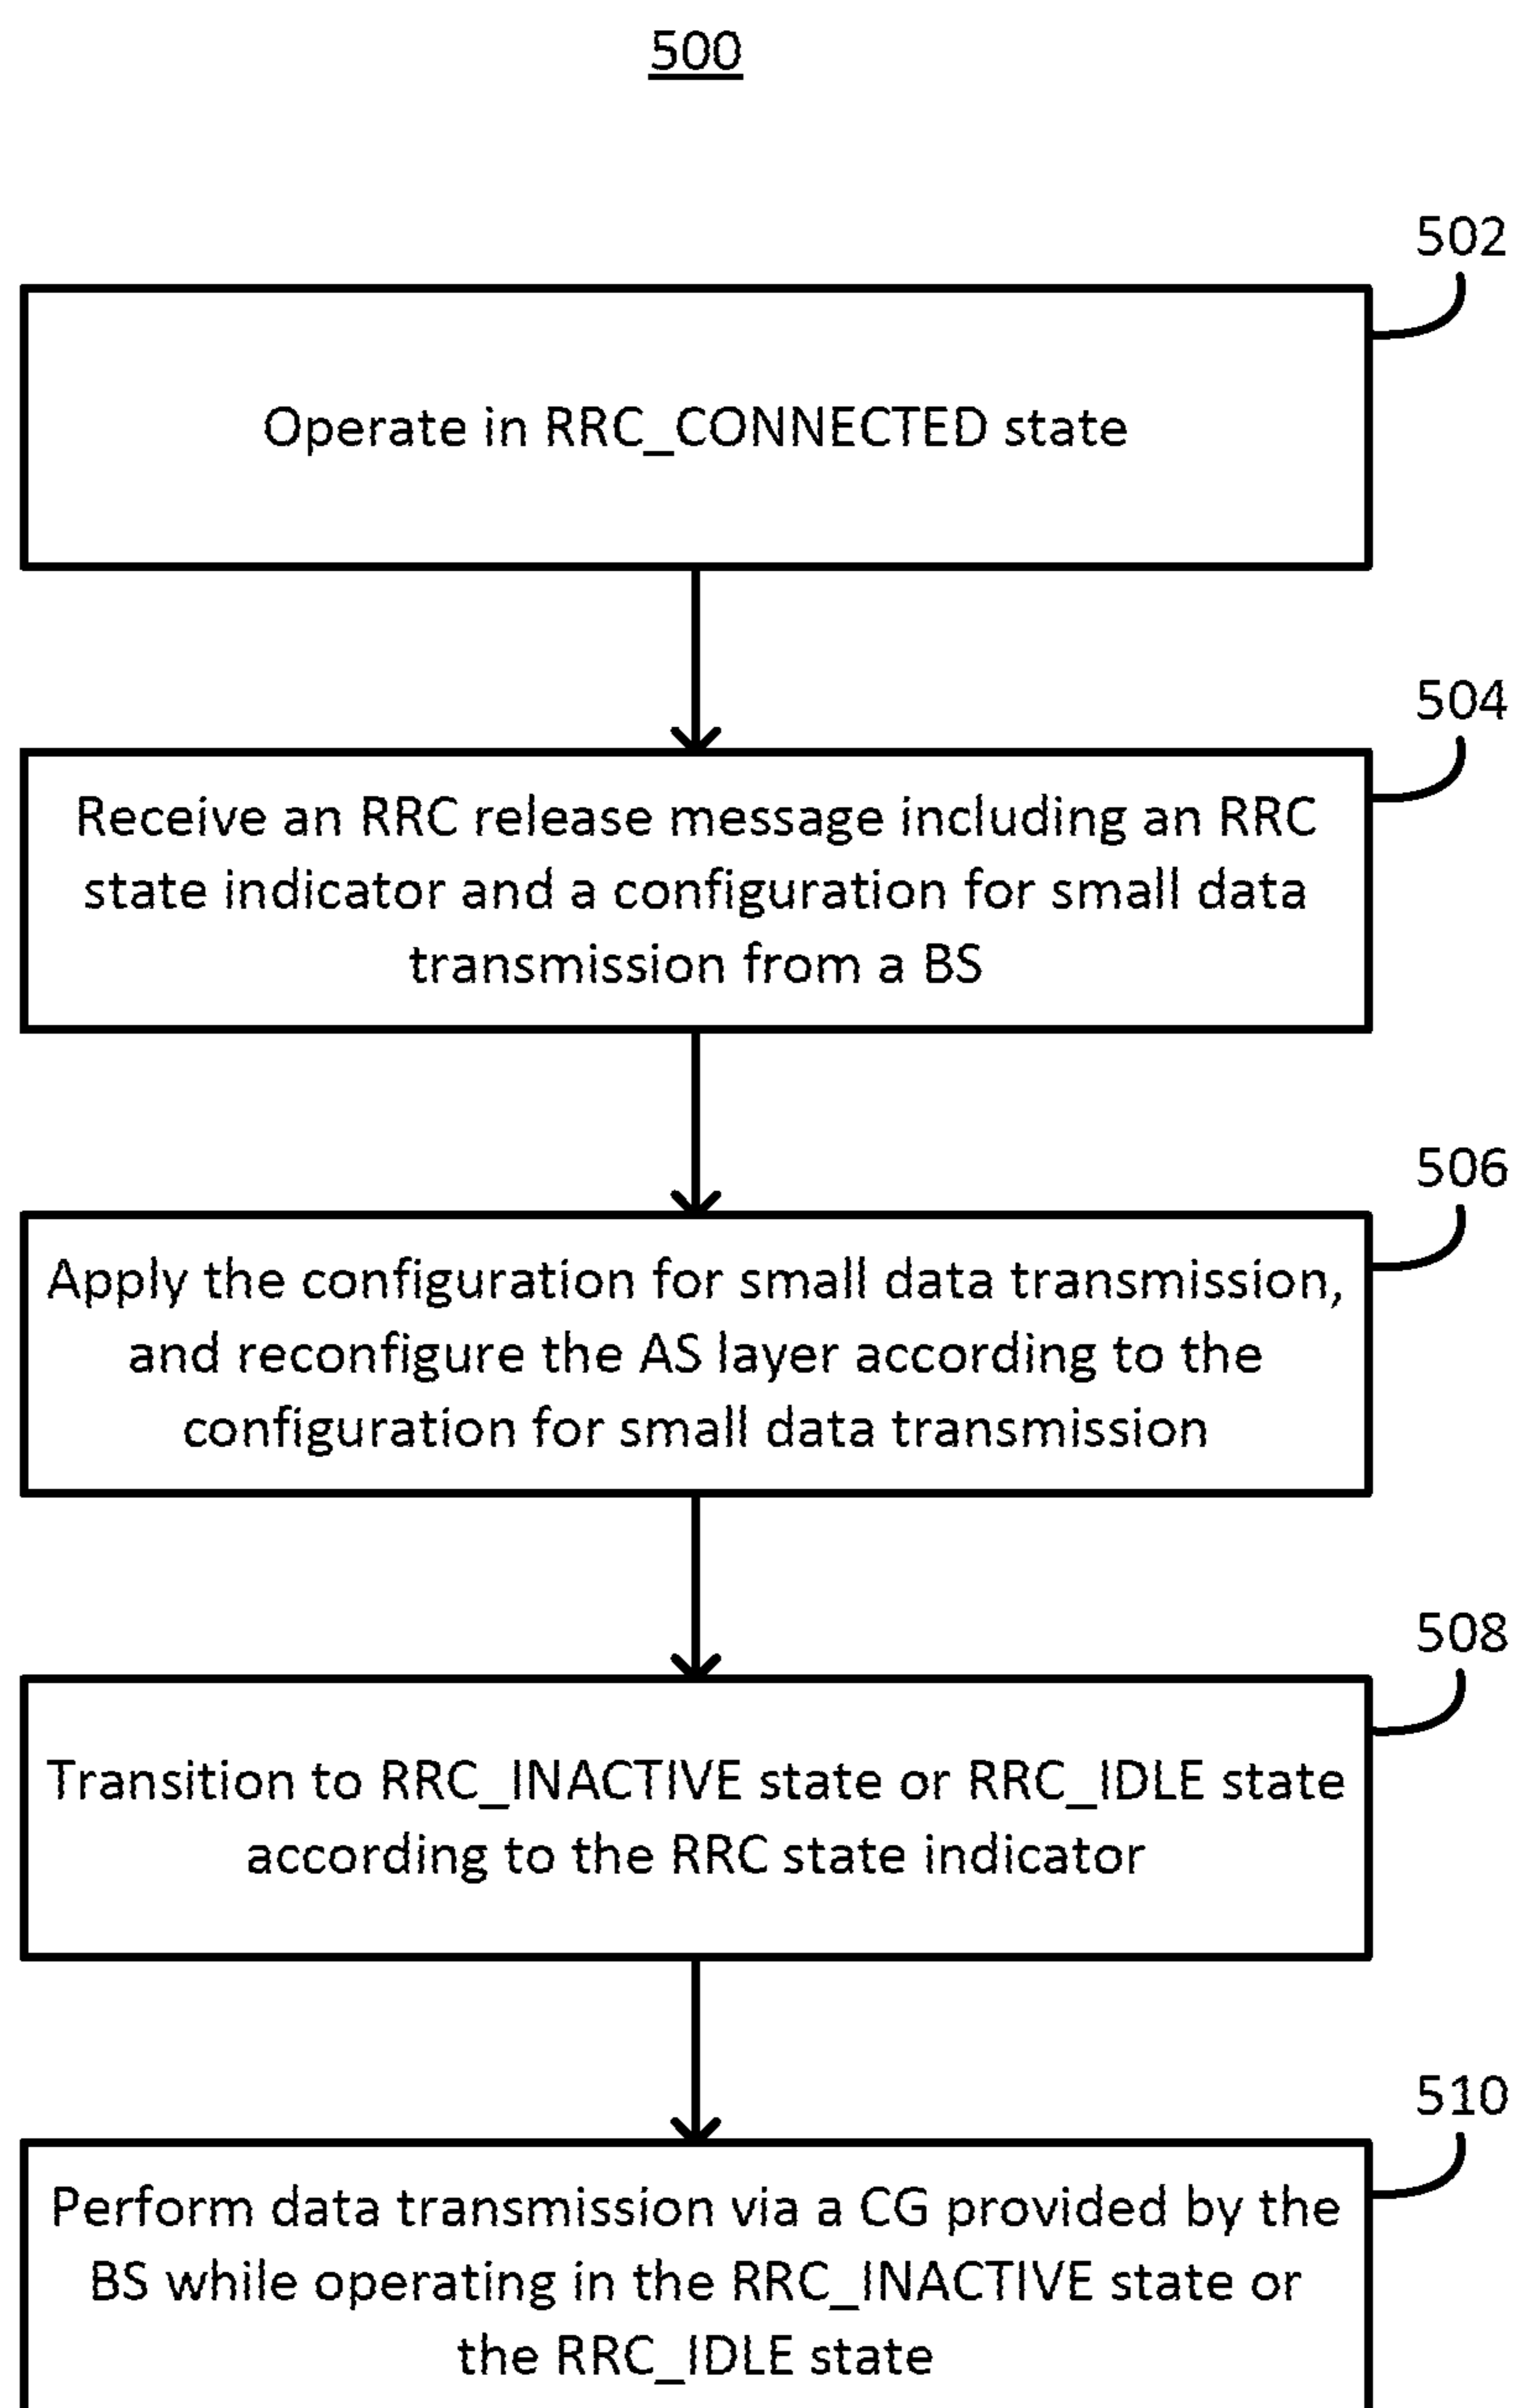 500
502
Operate in RRC_CONNECTED state
504
Receive an RRC release message including an RRC
state indicator and a configuration for small data
transmission from a BS
506
Apply the configuration for small data transmission,
and reconfigure the AS layer according to the
configuration for small data transmission
508
Transition to RRC_INACTIVE state or RRC_IDLE state
according to the RRC state indicator
510
Perform data transmission via a CG provided by the
BS while operating in the RRC_INACTIVE state or
the RRC_IDLE state